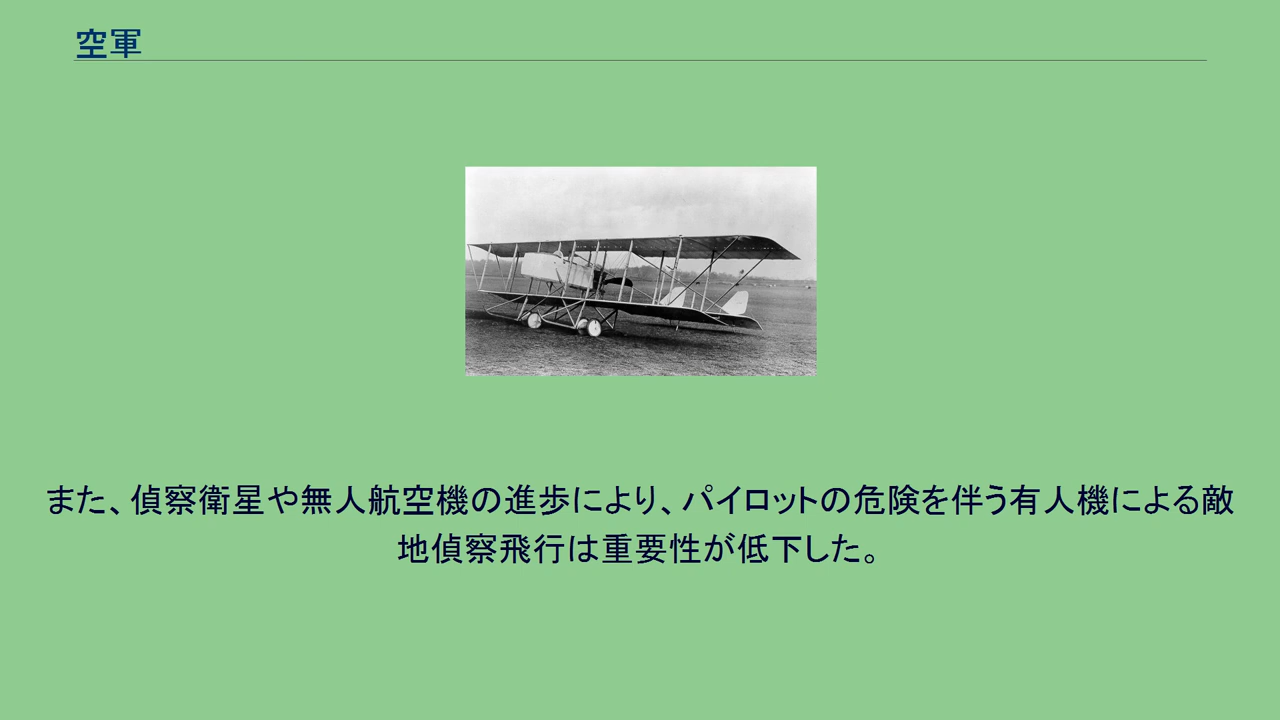 空軍
また、偵察衛星や無人航空機の進歩により、パイロットの危険を伴う有人機による敵
地偵察飛行は重要性が低下した。